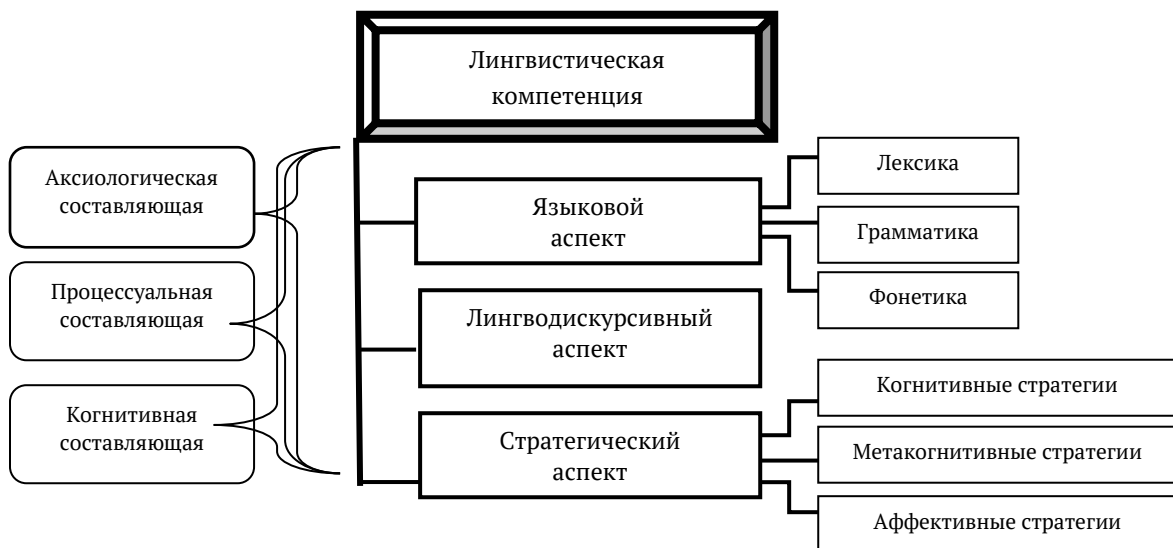 Лингвистическая
компетенция
Аксиологическая
составляющая
Процессуальная
составляющая
Когнитивная
составляющая
Языковой
аспект
Лингводискурсивный
аспект
Стратегический
аспект
Лексика
Грамматика
Фонетика
Когнитивные стратегии
Метакогнитивные стратегии
Аффективные стратегии